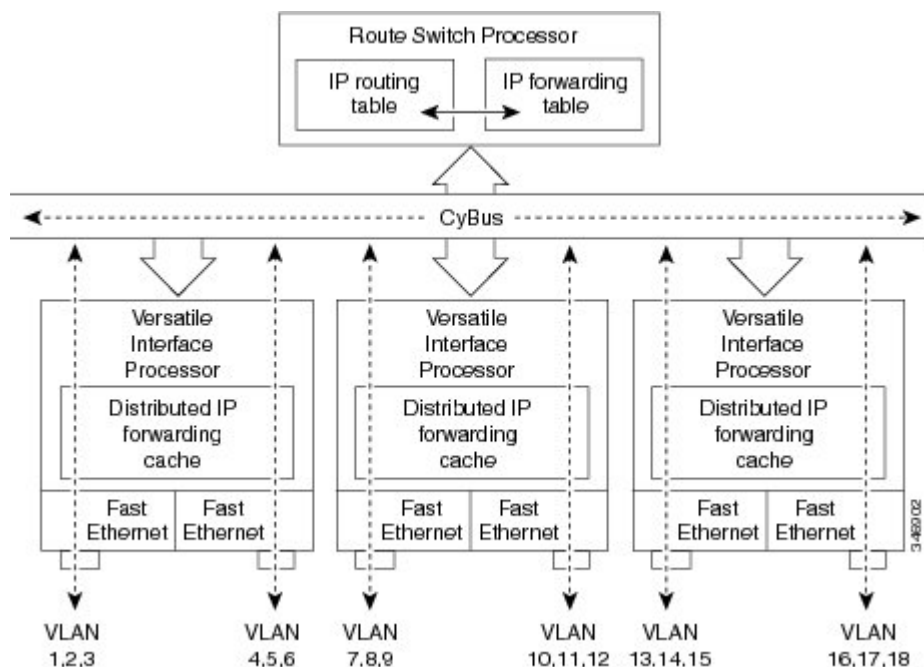 Route Switch Processor
IP routing
table
IP forwarding
table
CyBus
Versatile
Interface
Processor
Distributed IP
forwarding
cache
Fast
Ethernet
Fast
Ethernet
Versatile
Interface
Processor
Distributed IP
forwarding
cache
Fast
Ethernet
Fast
Ethernet
Versatile
Interface
Processor
Distributed IP
forwarding
cache
Fast
Ethernet
Fast
Ethernet
346902
VLAN
1,2,3
VLAN
4,5,6
VLAN
7,8,9
VLAN
10,11,12
VLAN
13,14,15
VLAN
16,17,18